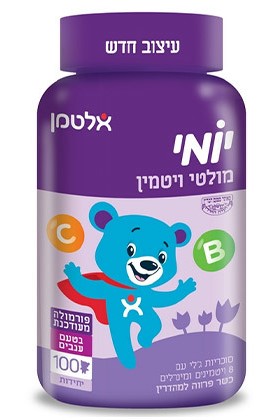 עיצוב חדש
אלטמן
יומי
מולטי ויטמין
C
B
פורמולה
מעודכנת
בטעם
ענבים
100
יחידות
סוכריות ג'לי עם
8 ויטמינים ומינרלים
כשר פרווה למהדרין